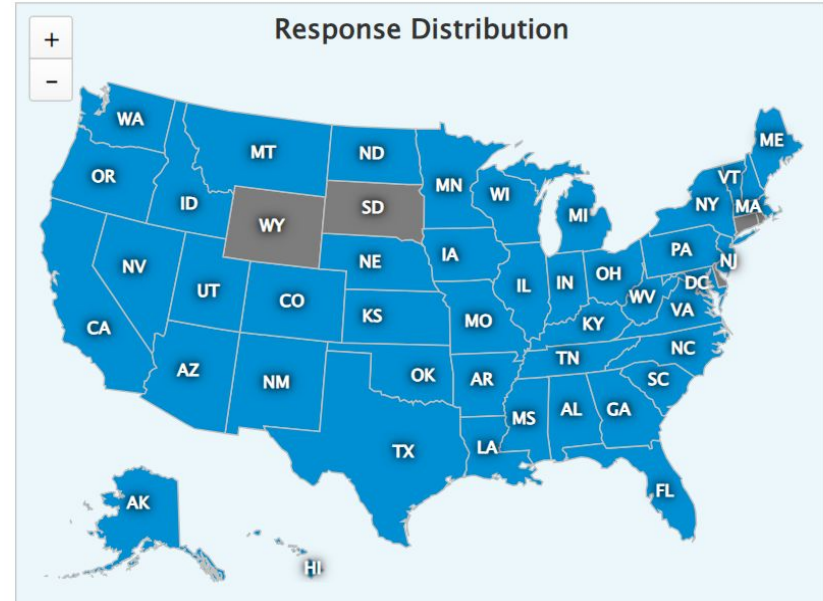 Response Distribution
+
-
WA
MT
ND
MN
WI
MI
ME
VT
NY
MA
OR
ID
WY
SD
IA
NE
PA
NJ
NV
UT
CO
IL
IN
OH
DC
WV
VA
CA
KS
MO
KY
NC
AZ
NM
OK
AR
TN
SC
TX
MS
AL
GA
LA
FL
AK
HI